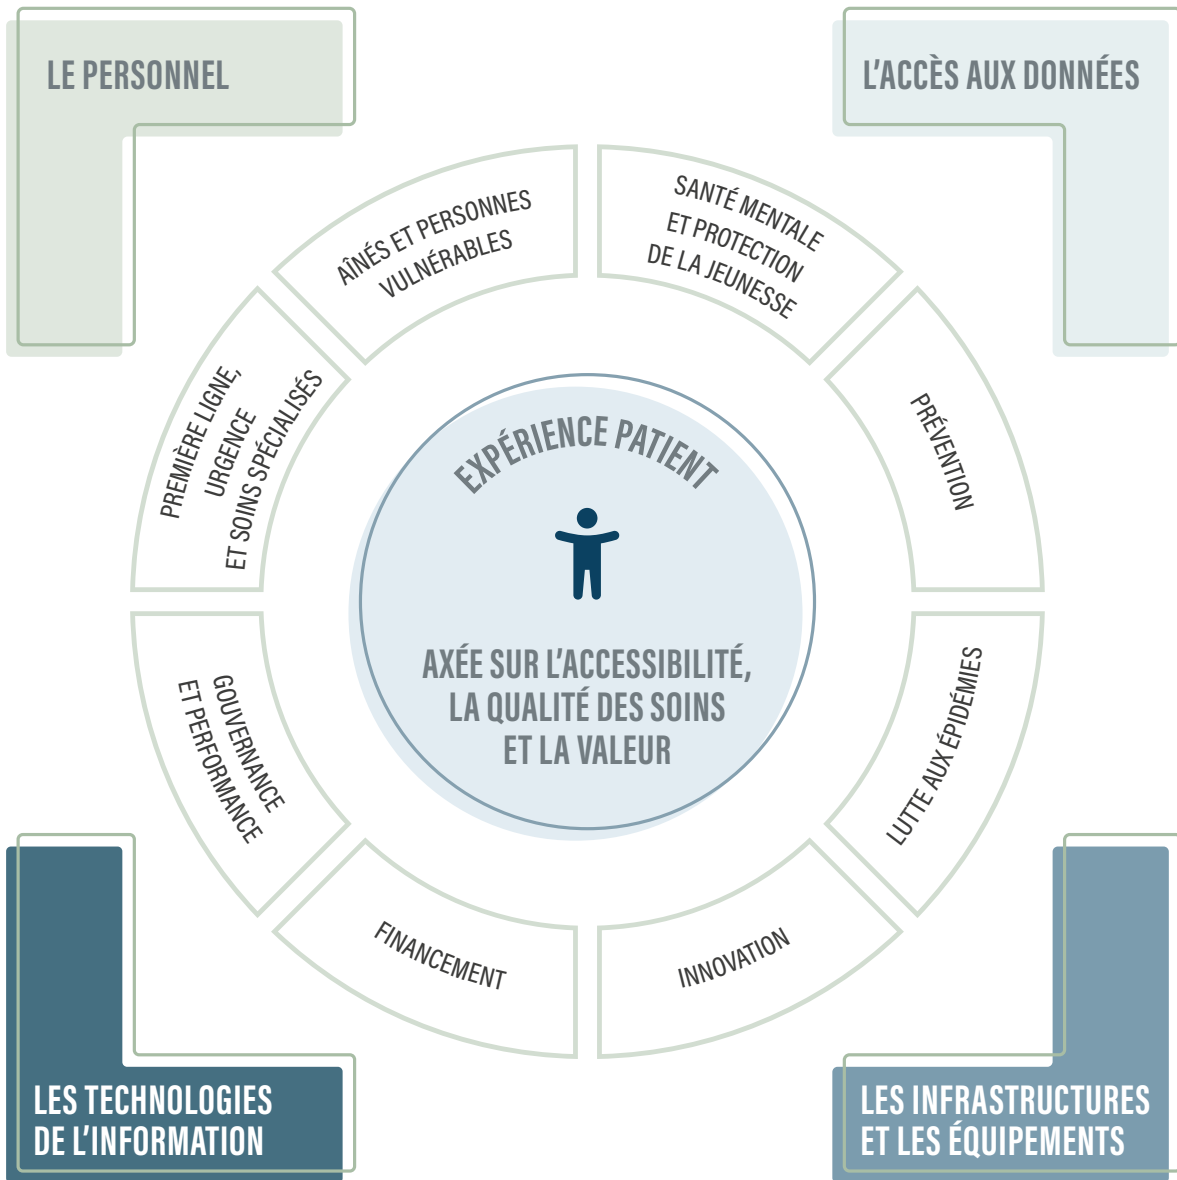 LE PERSONNEL
L'ACCÈS AUX DONNÉES
AÎNÉS ET PERSONNES
VULNÉRABLES
SANTÉ MENTALE
ET PROTECTION
DE LA JEUNESSE
PREMIÈRE LIGNE,
URGENCE
ET SOINS SPÉCIALISÉS
PRÉVENTION
EXPÉRIENCE PATIENT
AXÉE SUR L'ACCESSIBILITÉ,
LA QUALITÉ DES SOINS
ET LA VALEUR
GOUVERNANCE
ET PERFORMANCE
LUTTE AUX ÉPIDÉMIES
FINANCEMENT
INNOVATION
LES TECHNOLOGIES
DE L'INFORMATION
LES INFRASTRUCTURES
ET LES ÉQUIPEMENTS